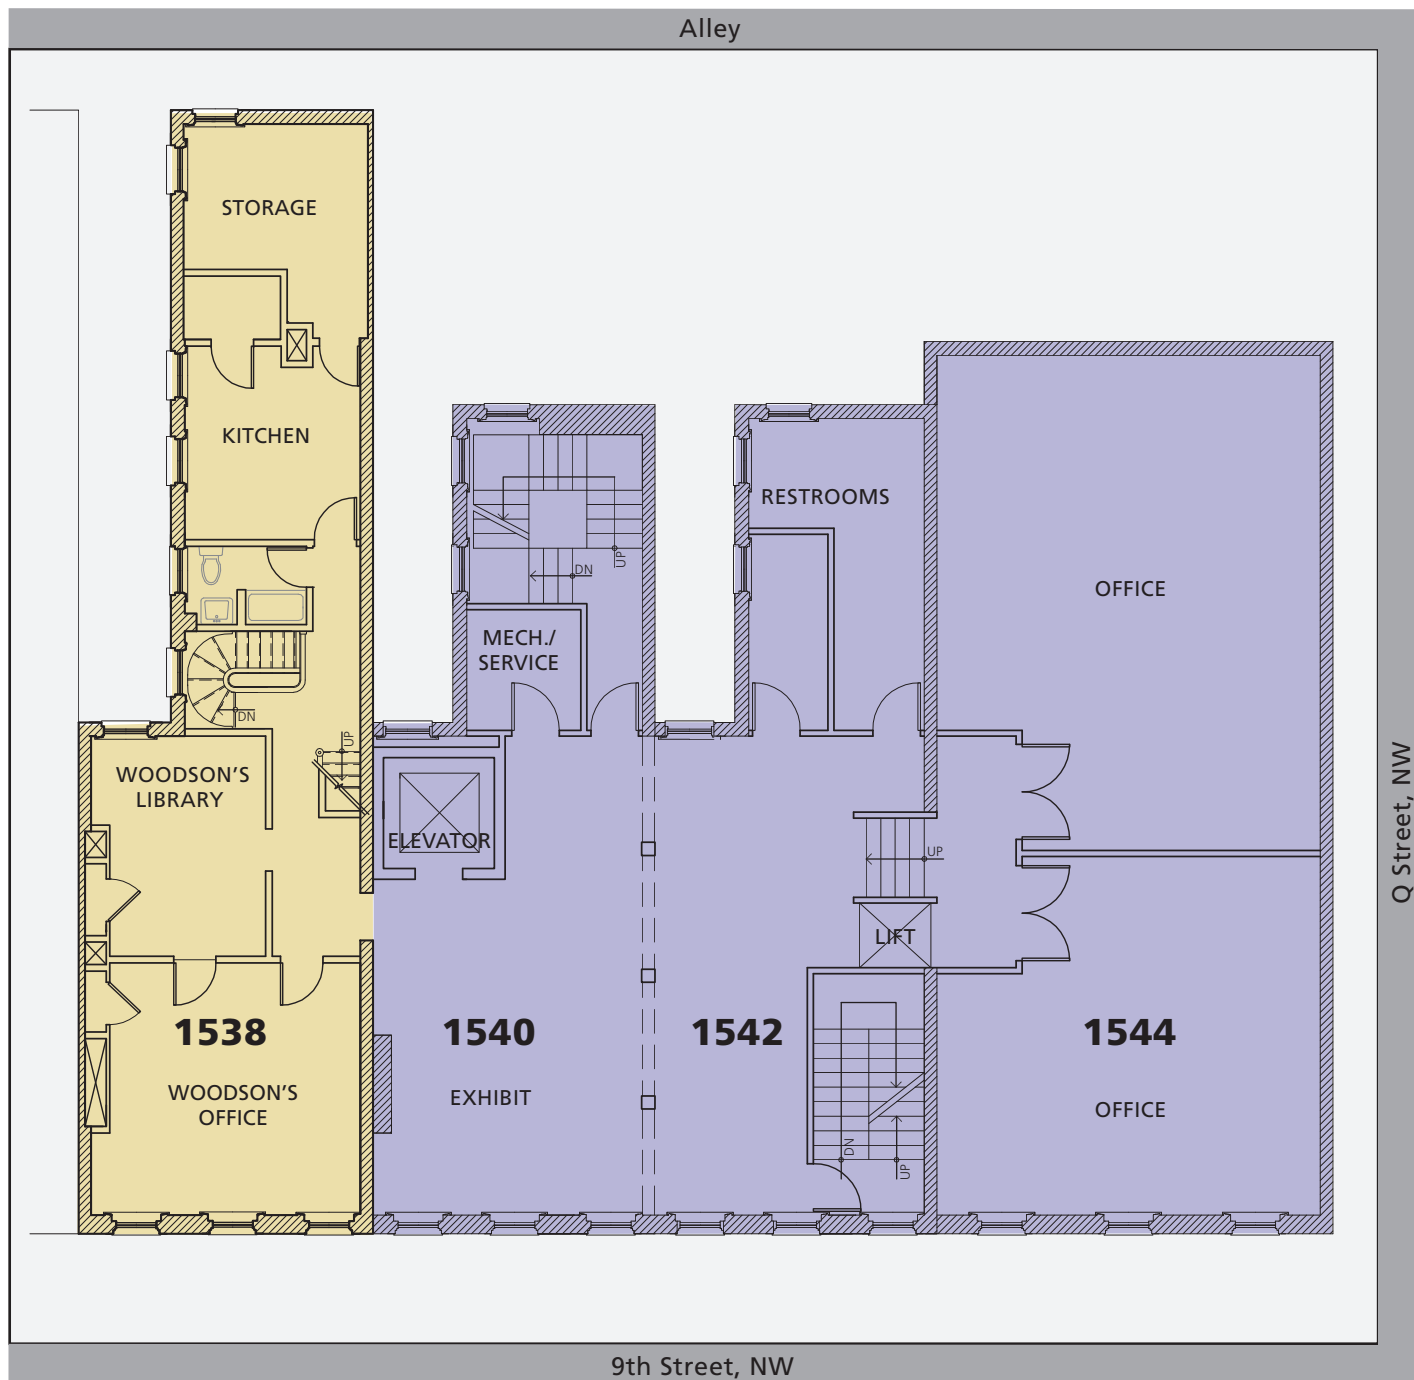 Alley
STORAGE
KITCHEN
RESTROOMS
UP
DN
OFFICE
MECH./
SERVICE
DN
UP
WOODSON'S
LIBRARY
ELEVATOR
UP
LIFT
Q Street, NW
1538
1540
1542
1544
WOODSON'S
OFFICE
EXHIBIT
OFFICE
DN
UP
9th Street, NW